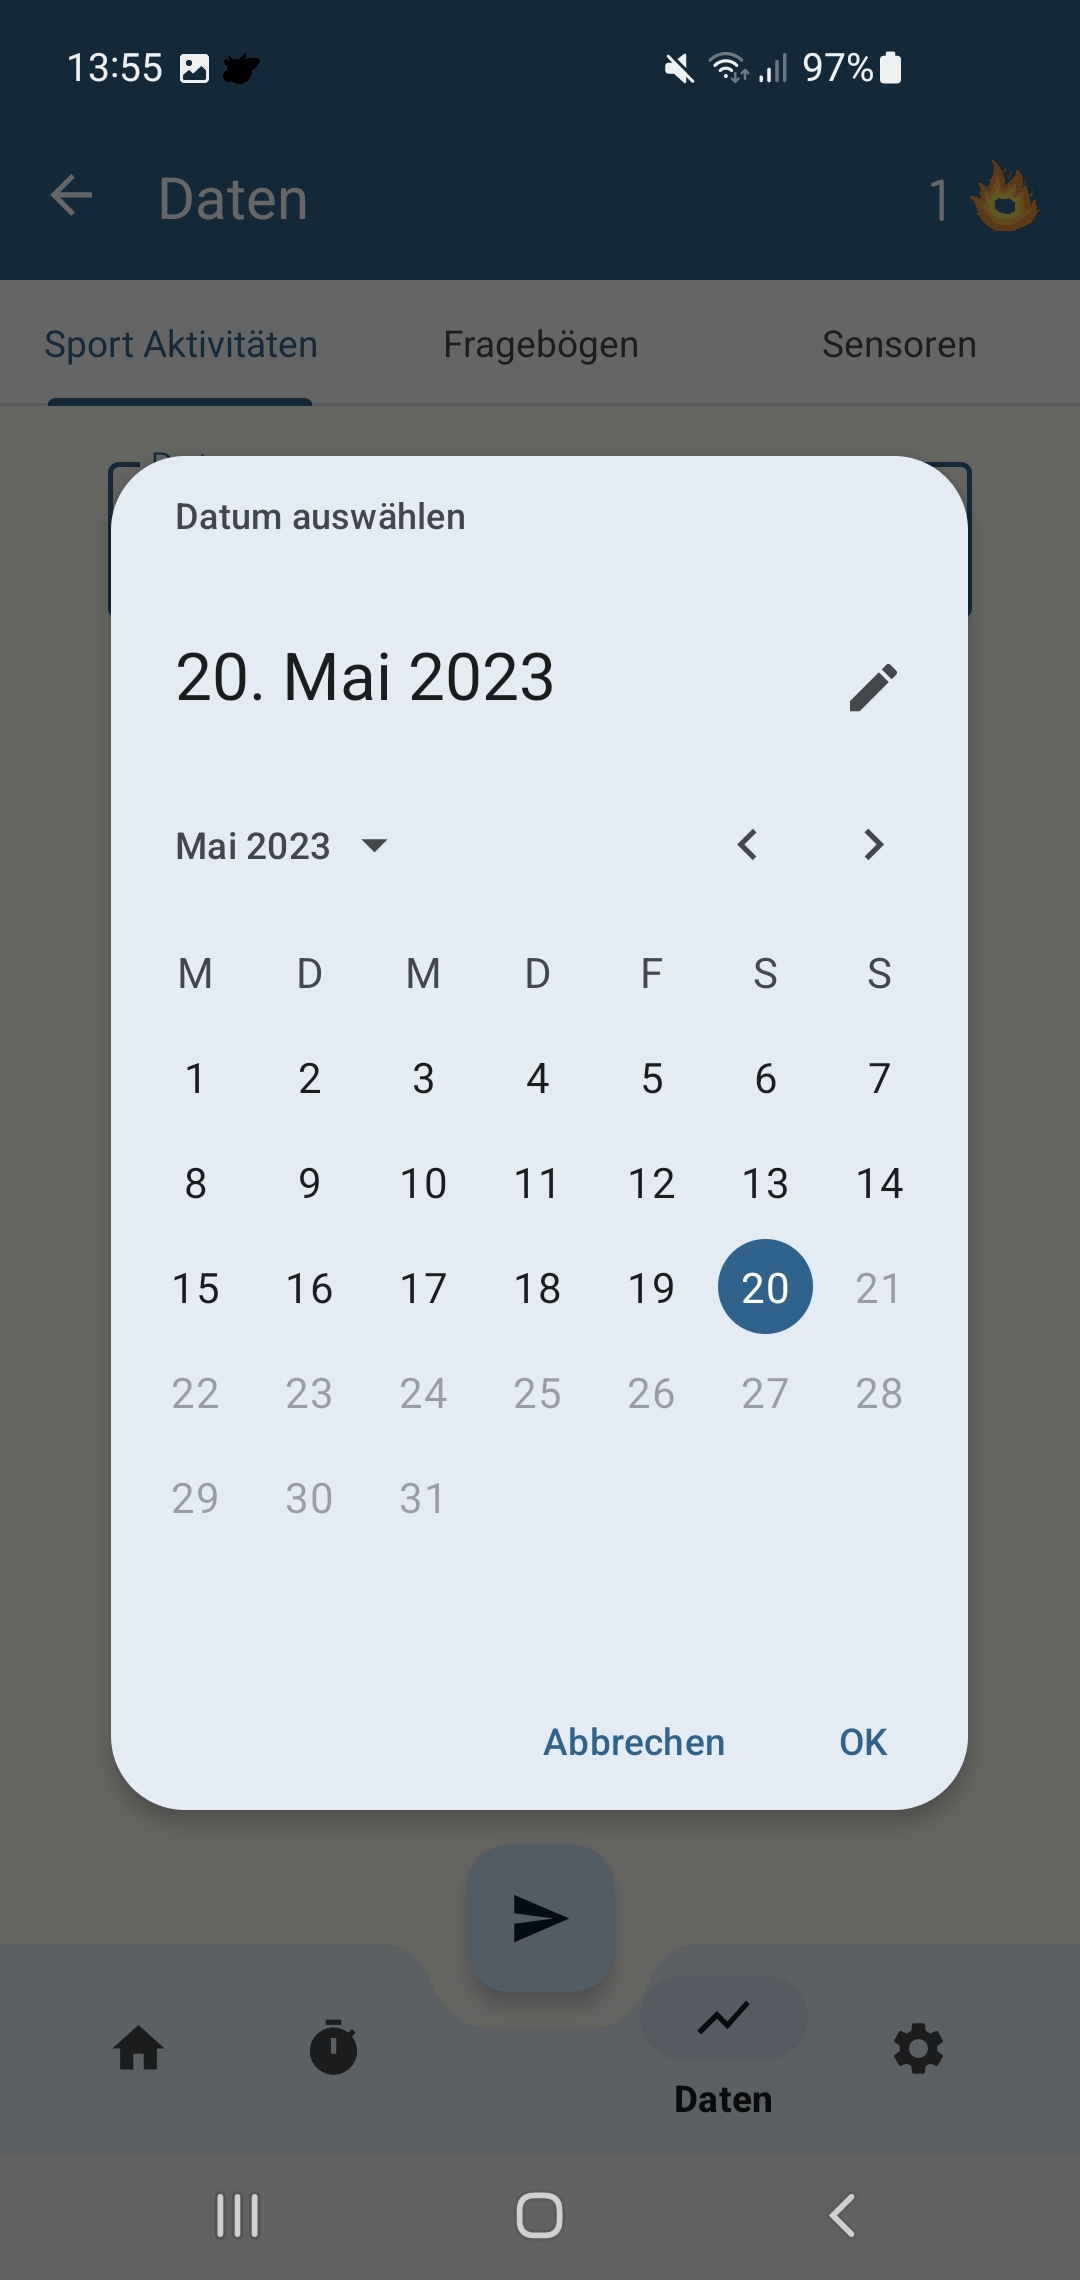 13:55 97%
Daten 1
Sport Aktivitäten Fragebögen Sensoren
Datum auswählen
20. Mai 2023
Mai 2023
M D M D F S S
1 2 3 4 5 6 7
8 9 10 11 12 13 14
15 16 17 18 19 20 21
22 23 24 25 26 27 28
29 30 31
Abbrechen OK
Daten